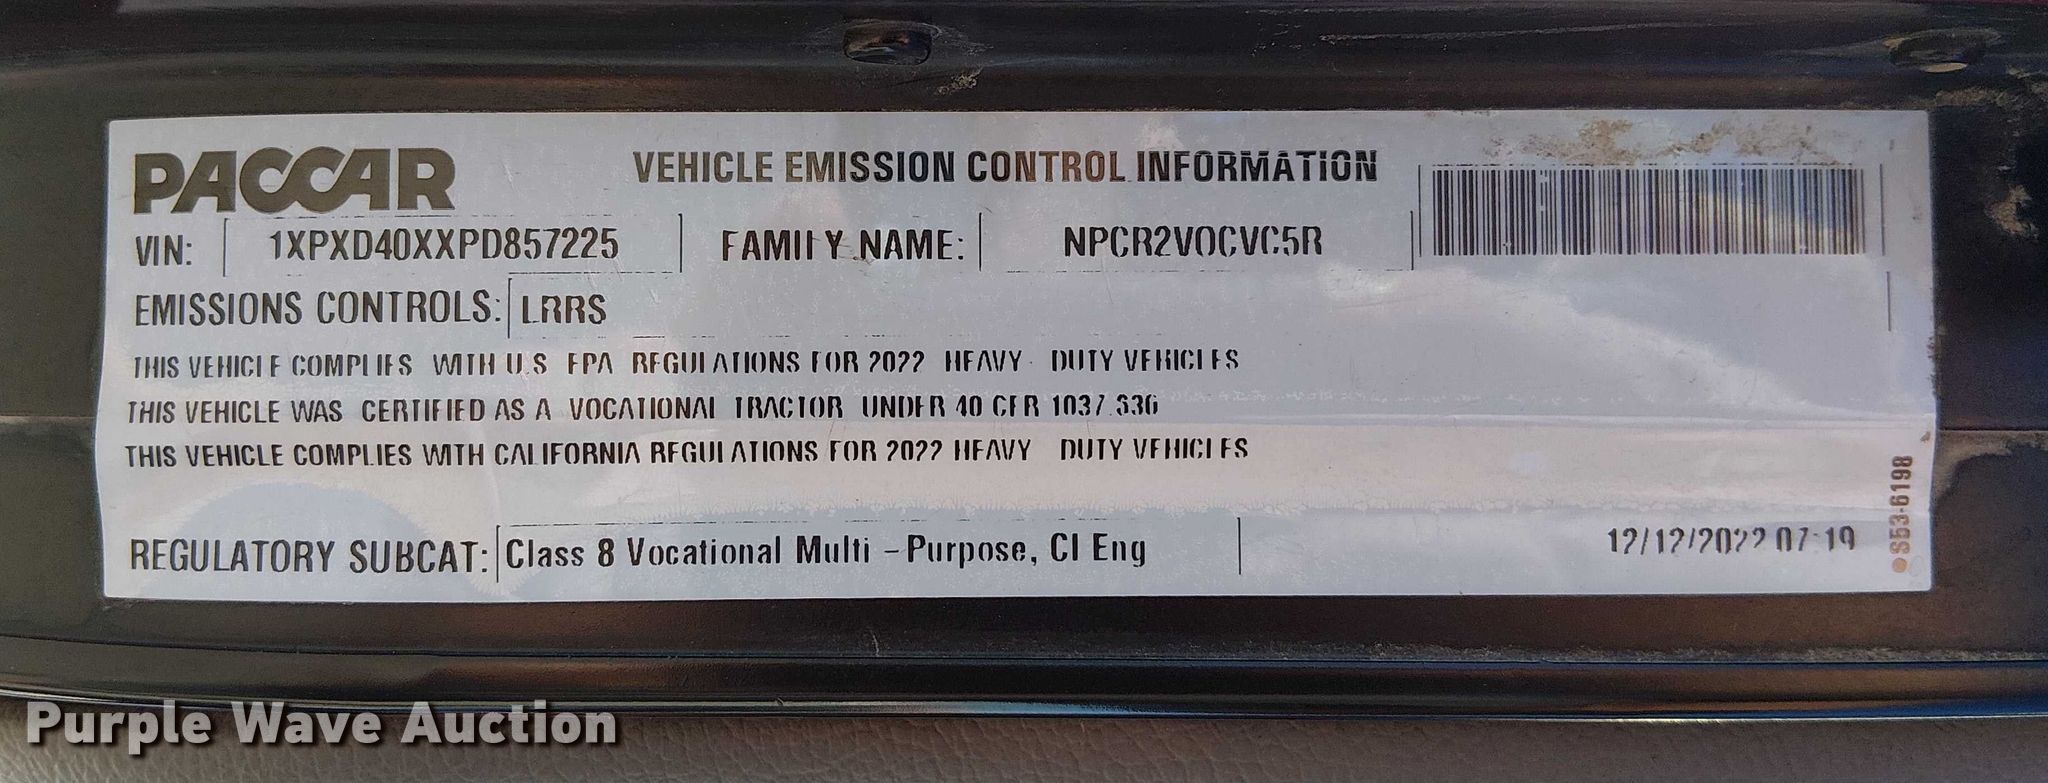 PACCAR
VEHICLE EMISSION CONTROL INFORMATION
VIN: 1XPXD40XXPD857225 FAMILY NAME: NPCR2VOCVC5R
EMISSIONS CONTROLS: LRRS
THIS VEHICLE COMPLIES WITH U.S EPA REGULATIONS FOR 2022 HEAVY DUTY VEHICLES
THIS VEHICLE WAS CERTIFIED AS A VOCATIONAL TRACTOR UNDER 40 CFR 1037.630
THIS VEHICLE COMPLIES WITH CALIFORNIA REGULATIONS FOR 2022 HEAVY DUTY VEHICLES
REGULATORY SUBCAT: Class 8 Vocational Multi - Purpose, CI Eng
12/12/2022 07:19
S53-6198
Purple Wave Auction